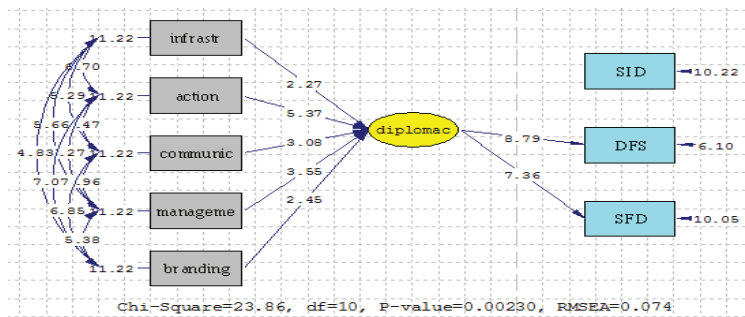 11.22
infrastr
6.70
2.27
SID
10.22
5.29
11.22
action
5.37
5.66
.47
diplomac
8.79
DFS
6.10
4.83
.27
11.22
communic
3.08
7.36
7.07
.96
3.55
6.85
11.22
manageme
2.45
SFD
10.05
5.38
11.22
branding
Chi-Square=23.86, df=10, P-value=0.00230, RMSEA=0.074